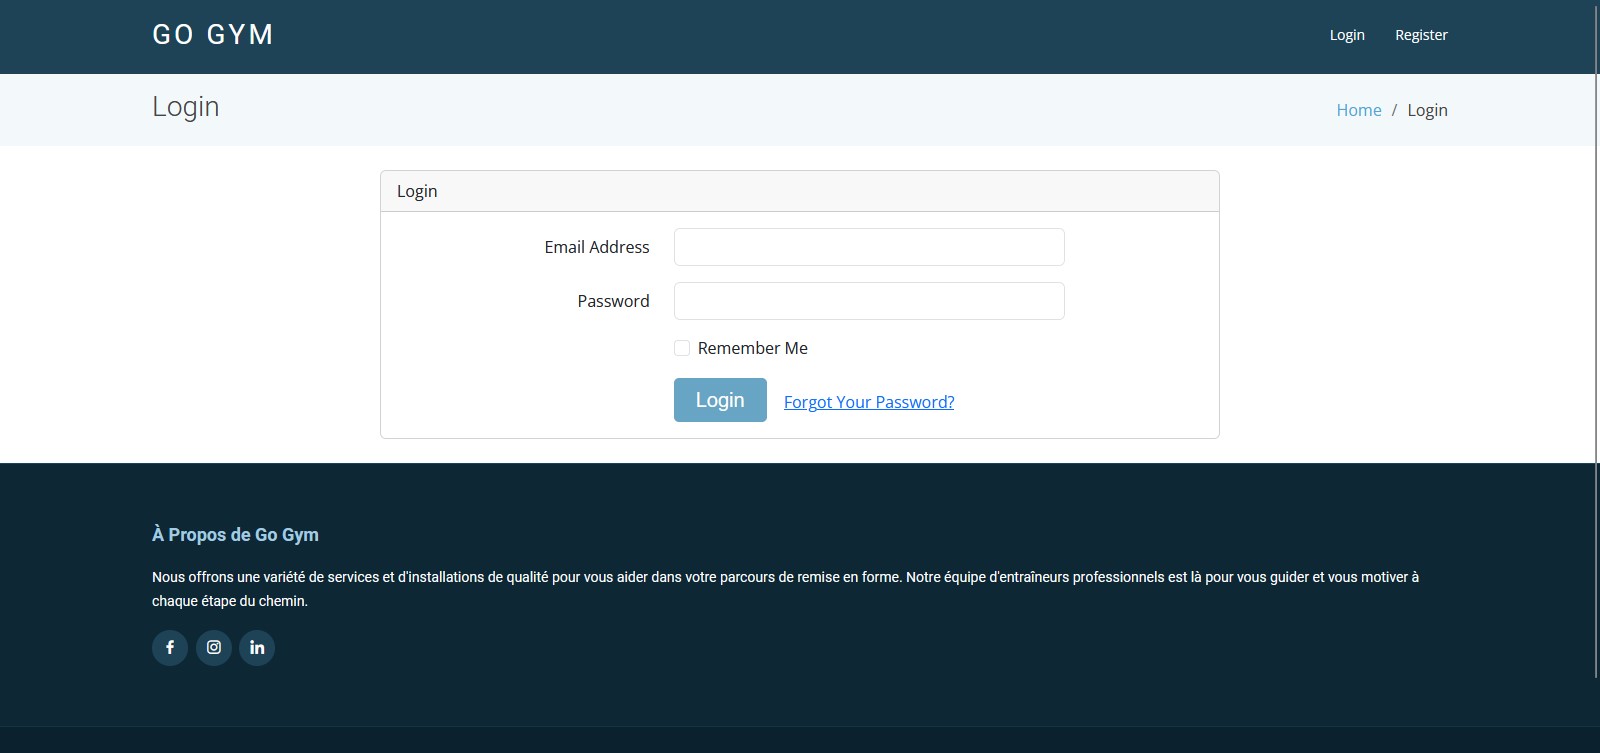 GO GYM
Login Register
Login
Home / Login
Login
Email Address
Password
Remember Me
Login Forgot Your Password?
À Propos de Go Gym
Nous offrons une variété de services et d'installations de qualité pour vous aider dans votre parcours de remise en forme. Notre équipe d'entraîneurs professionnels est là pour vous guider et vous motiver à
chaque étape du chemin.